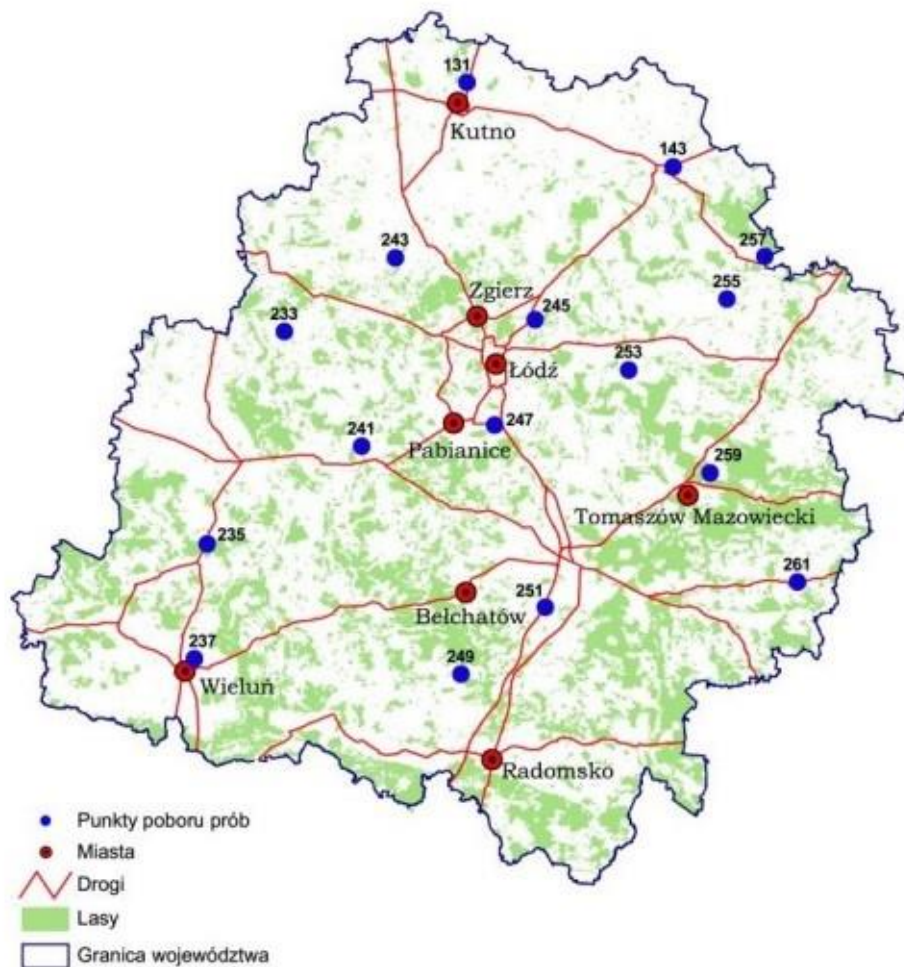 131
Kutno
143
243
257
255
Zgierz
245
233
253
Łódź
247
241
Pabianice
259
Tomaszów Mazowiecki
235
261
251
Bełchatów
237
249
Wieluń
Radomsko
Punkty poboru prób
Miasta
Drogi
Lasy
Granica województwa